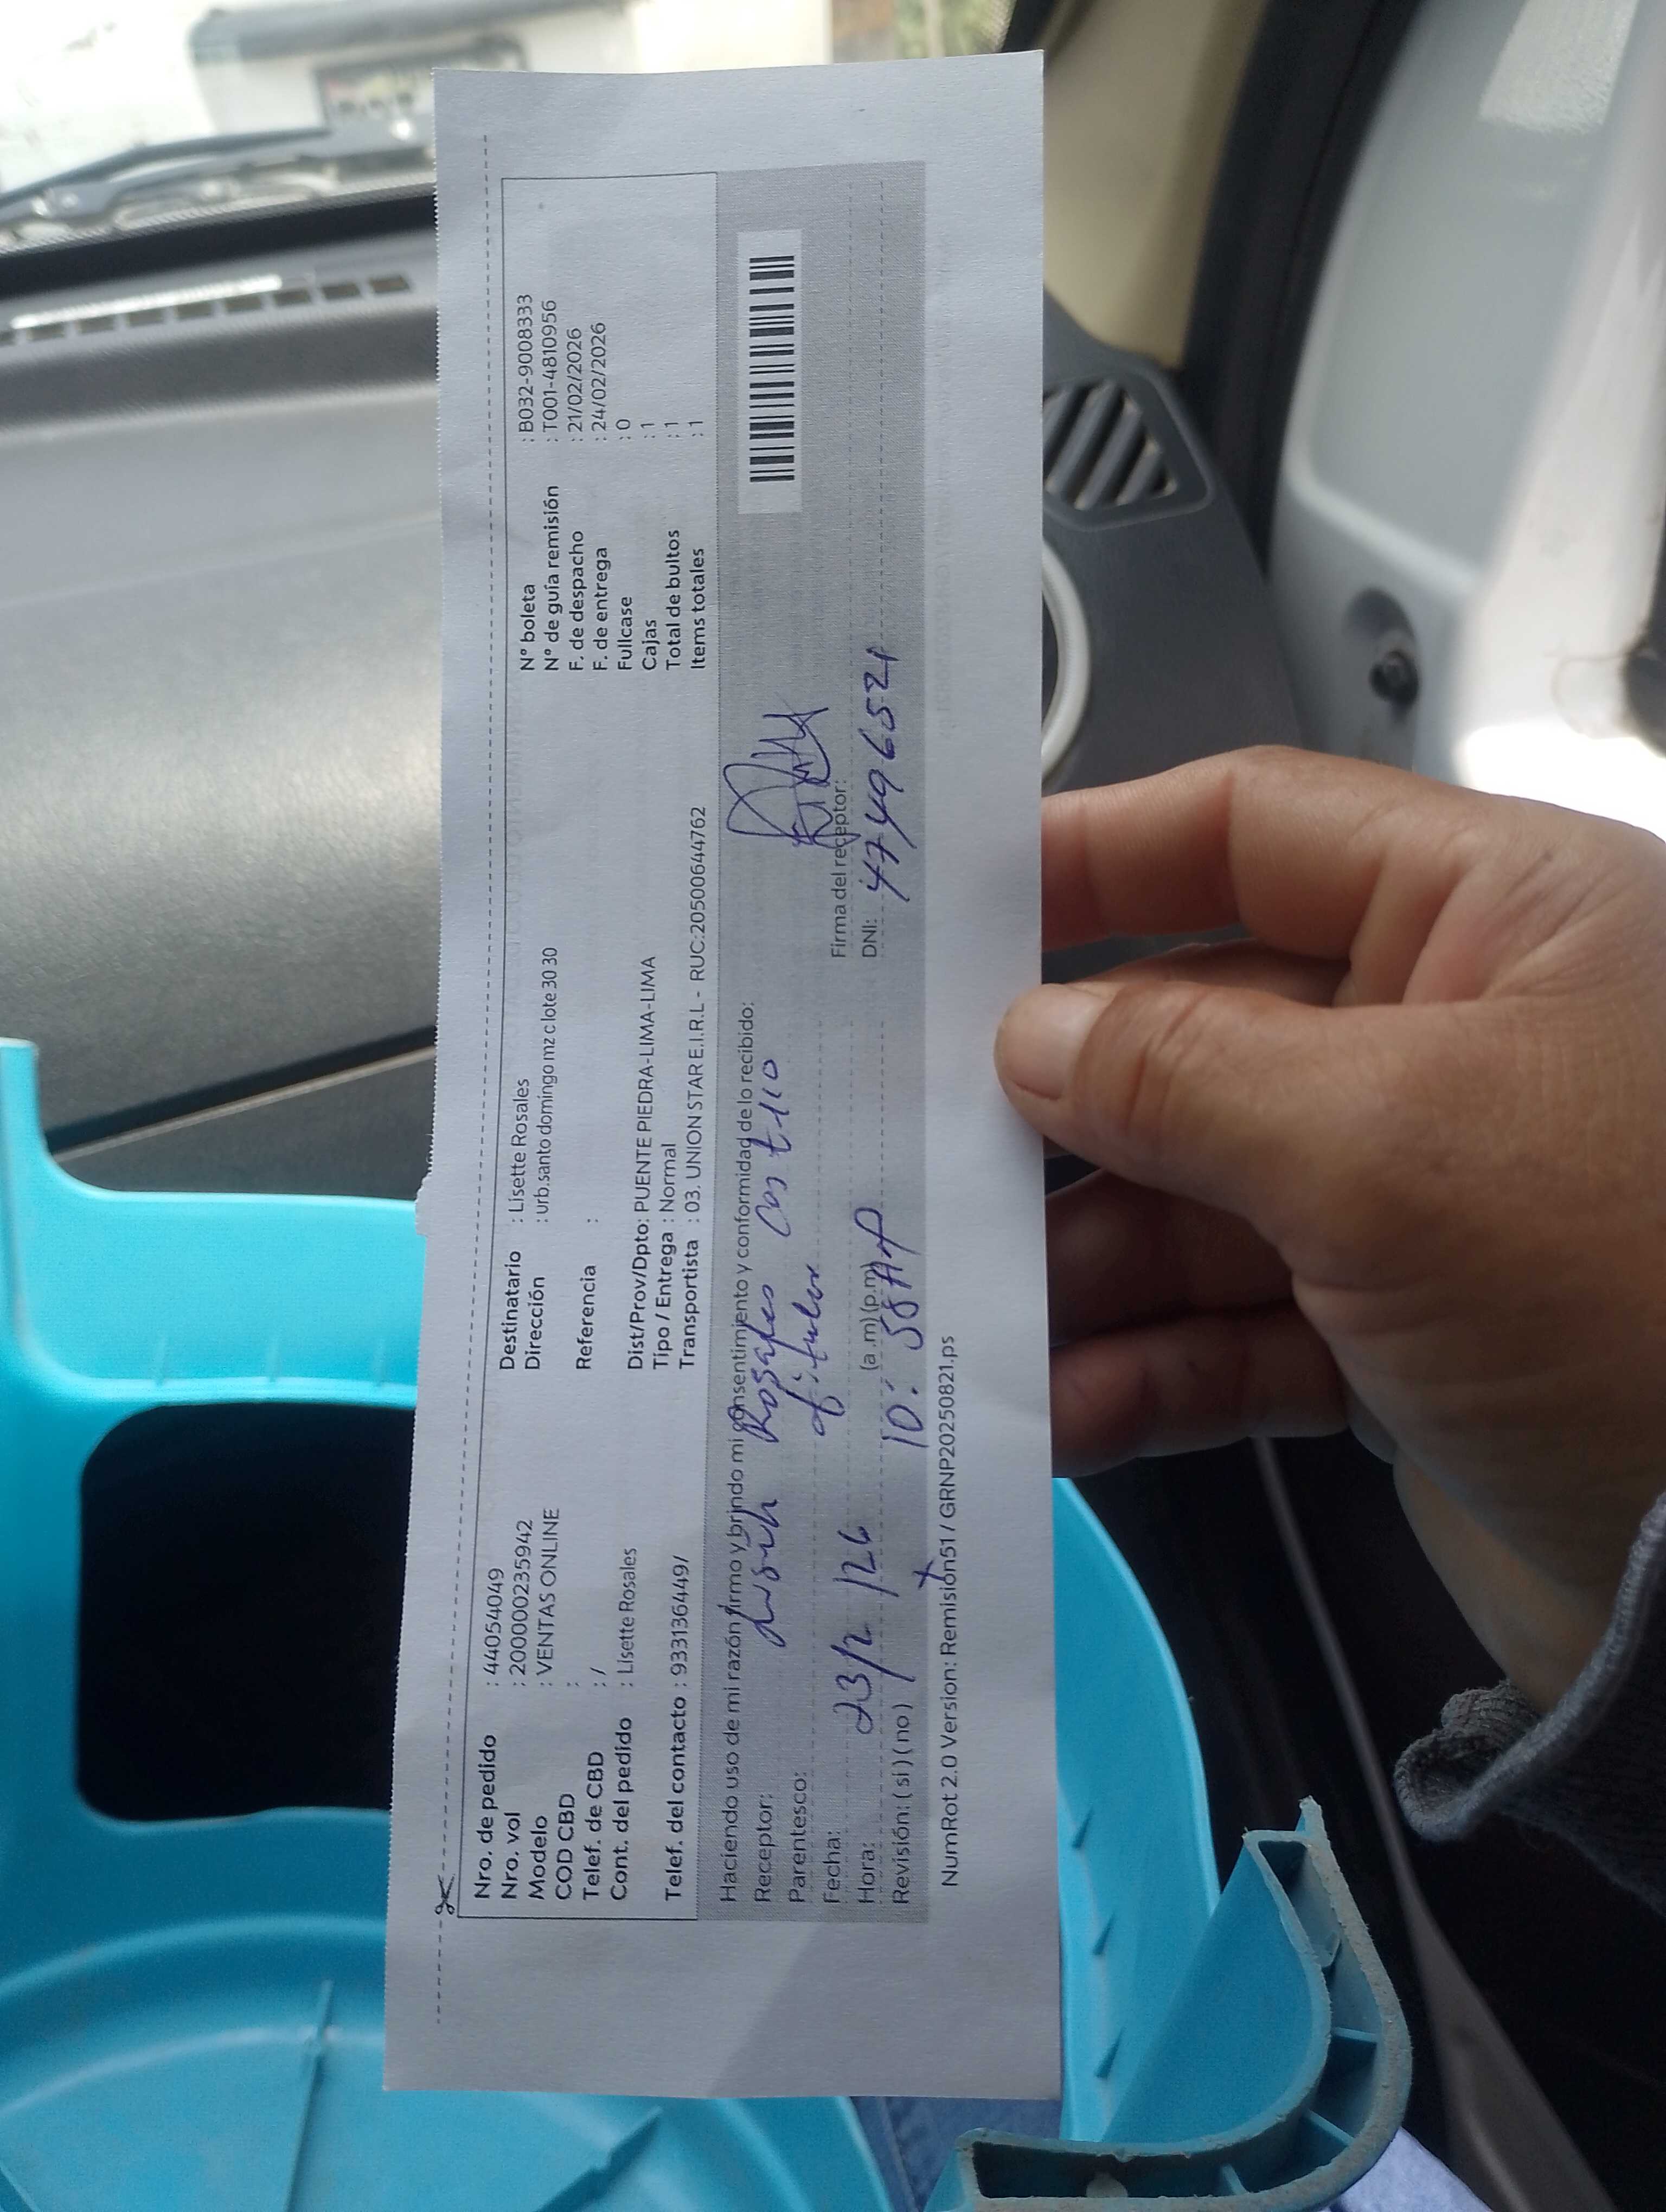 Nro. de pedido : 44054049
Nro. vol : 200000235942
Modelo : VENTAS ONLINE
COD CBD :
Telef. de CBD : /
Cont. del pedido : Lisette Rosales
Telef. del contacto : 933136449/
Destinatario : Lisette Rosales
Dirección : urb.santo domingo mz c lote 30 30
Referencia :
Dist/Prov/Dpto: PUENTE PIEDRA-LIMA-LIMA
Tipo / Entrega : Normal
Transportista : 03. UNION STAR E.I.R.L - RUC:20500644762
N° boleta : B032-9008333
N° de guía remisión : T001-4810956
F. de despacho : 21/02/2026
F. de entrega : 24/02/2026
Fullcase : 0
Cajas : 1
Total de bultos : 1
Items totales : 1
Haciendo uso de mi razón firmo y brindo mi consentimiento y conformidad de lo recibido:
Receptor: Rosales
Parentesco: titular
Fecha: 23/2/26
Hora: (a.m) (p.m) 10:58
Revisión: ( si ) ( no )
Firma del receptor:
DNI: 47496521
NumRot 2.0 Version: Remision51 / GRNP20250821.ps